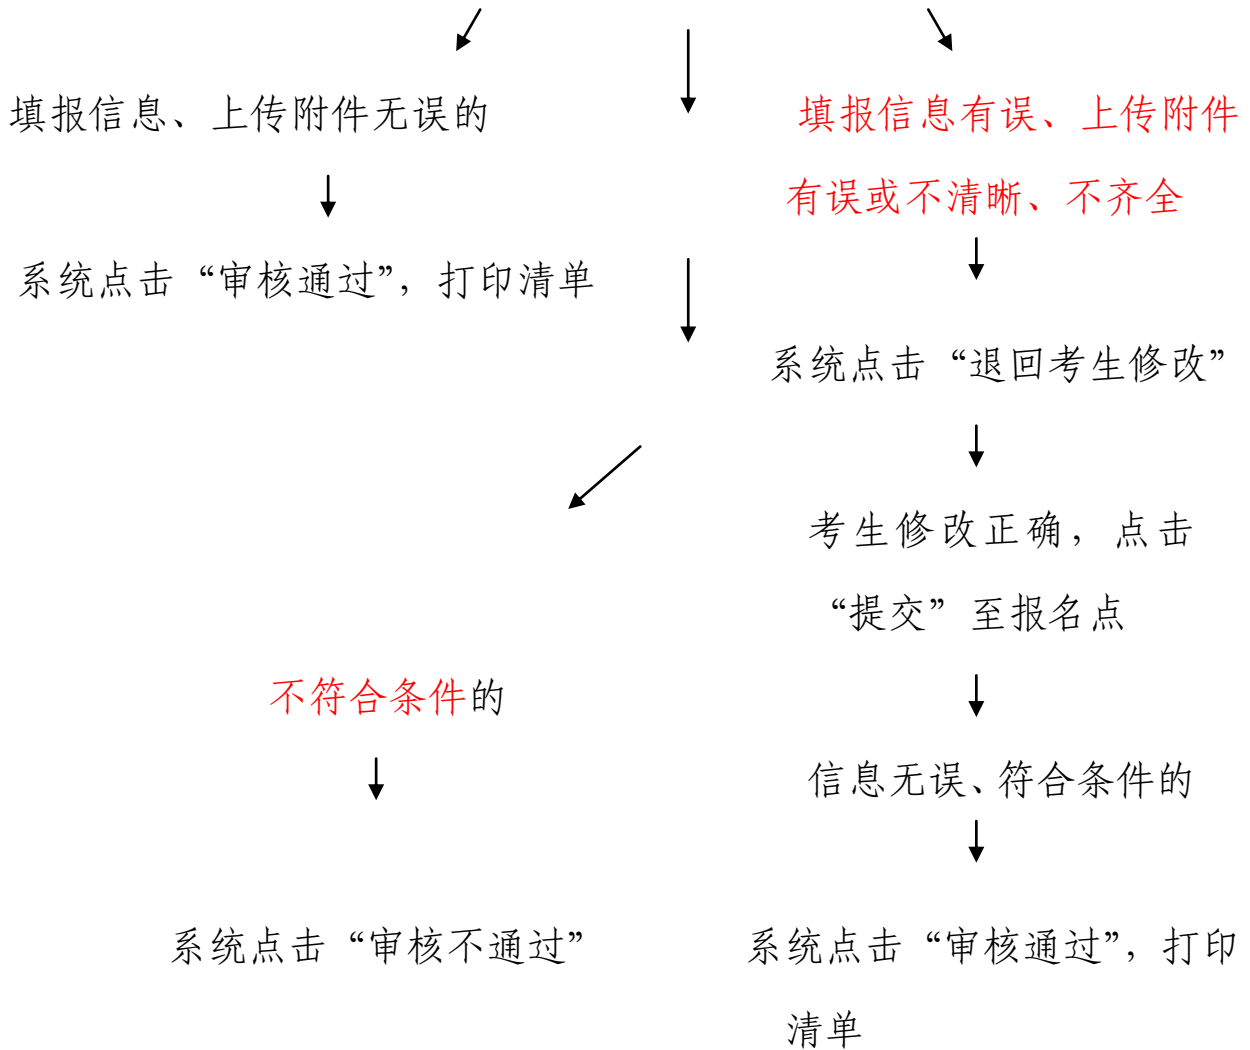 填报信息、上传附件无误的
填报信息有误、上传附件
有误或不清晰、不齐全
系统点击“审核通过”，打印清单
系统点击“退回考生修改”
考生修改正确，点击
“提交”至报名点
不符合条件的
信息无误、符合条件的
系统点击“审核不通过”
系统点击“审核通过”，打印
清单